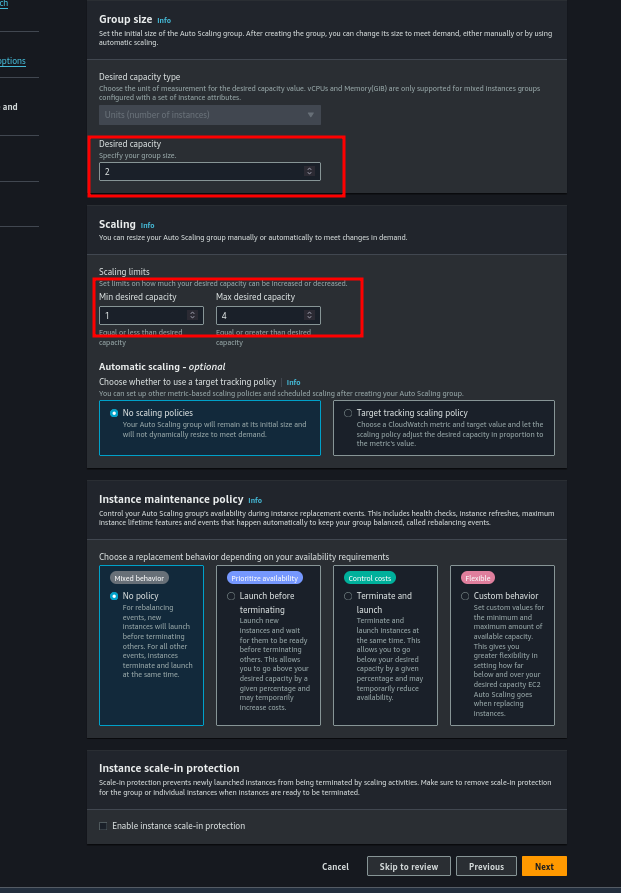 ch
Group size Info
Set the initial size of the Auto Scaling group. After creating the group, you can change its size to meet demand, either manually or by using
automatic scaling.
options
Desired capacity type
Choose the unit of measurement for the desired capacity value. vCPUs and Memory(GiB) are only supported for mixed instances groups
configured with a set of instance attributes.
e and
Units (number of instances)
Desired capacity
Specify your group size.
2
Scaling Info
You can resize your Auto Scaling group manually or automatically to meet changes in demand.
Scaling limits
Set limits on how much your desired capacity can be increased or decreased.
Min desired capacity
1
Equal or less than desired
capacity
Max desired capacity
4
Equal or greater than desired
capacity
Automatic scaling - optional
Choose whether to use a target tracking policy | Info
You can set up other metric-based scaling policies and scheduled scaling after creating your Auto Scaling group.
No scaling policies
Your Auto Scaling group will remain at its initial size and
will not dynamically resize to meet demand.
Target tracking scaling policy
Choose a CloudWatch metric and target value and let the
scaling policy adjust the desired capacity in proportion to
the metric's value.
Instance maintenance policy Info
Control your Auto Scaling group's availability during instance replacement events. This includes health checks, instance refreshes, maximum
instance lifetime features and events that happen automatically to keep your group balanced, called rebalancing events.
Choose a replacement behavior depending on your availability requirements
Mixed behavior
No policy
For rebalancing
events, new
instances will launch
before terminating
others. For all other
events, instances
terminate and launch
at the same time.
Prioritize availability
Launch before
terminating
Launch new
instances and wait
for them to be ready
before terminating
others. This allows
you to go above your
desired capacity by a
given percentage and
may temporarily
increase costs.
Control costs
Terminate and
launch
Terminate and
launch instances at
the same time. This
allows you to go
below your desired
capacity by a given
percentage and may
temporarily reduce
availability.
Flexible
Custom behavior
Set custom values for
the minimum and
maximum amount of
available capacity.
This gives you
greater flexibility in
setting how far
below and over your
desired capacity EC2
Auto Scaling goes
when replacing
instances.
Instance scale-in protection
Scale-in protection prevents newly launched instances from being terminated by scaling activities. Make sure to remove scale-in protection
for the group or individual instances when instances are ready to be terminated.
Enable instance scale-in protection
Cancel
Skip to review
Previous
Next